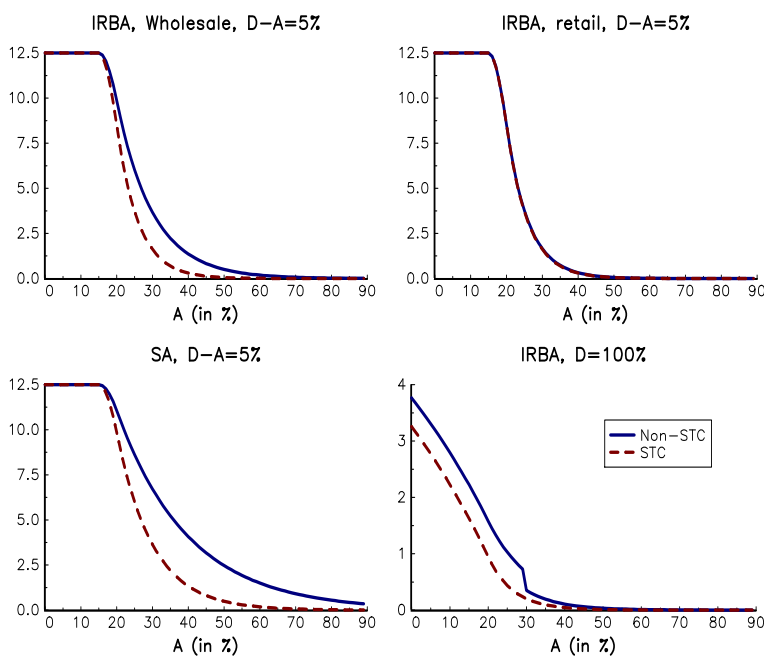 IRBA, Wholesale, D−A=5%
12.5
10.0
7.5
5.0
2.5
0.0
0 10 20 30 40 50 60 70 80 90
A (in %)
IRBA, retail, D−A=5%
12.5
10.0
7.5
5.0
2.5
0.0
0 10 20 30 40 50 60 70 80 90
A (in %)
SA, D−A=5%
12.5
10.0
7.5
5.0
2.5
0.0
0 10 20 30 40 50 60 70 80 90
A (in %)
IRBA, D=100%
4
3
2
1
0
0 10 20 30 40 50 60 70 80 90
A (in %)
Non−STC
STC